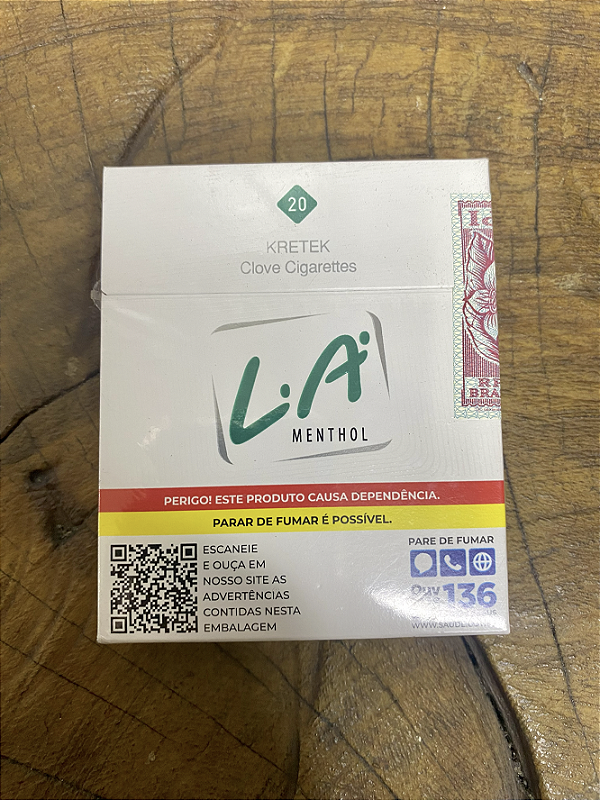 20
KRETEK
Clove Cigarettes
L.A.
MENTHOL
PERIGO! ESTE PRODUTO CAUSA DEPENDÊNCIA.
PARAR DE FUMAR É POSSÍVEL.
ESCANEIE
E OUÇA EM
NOSSO SITE AS
ADVERTÊNCIAS
CONTIDAS NESTA
EMBALAGEM
PARE DE FUMAR
136